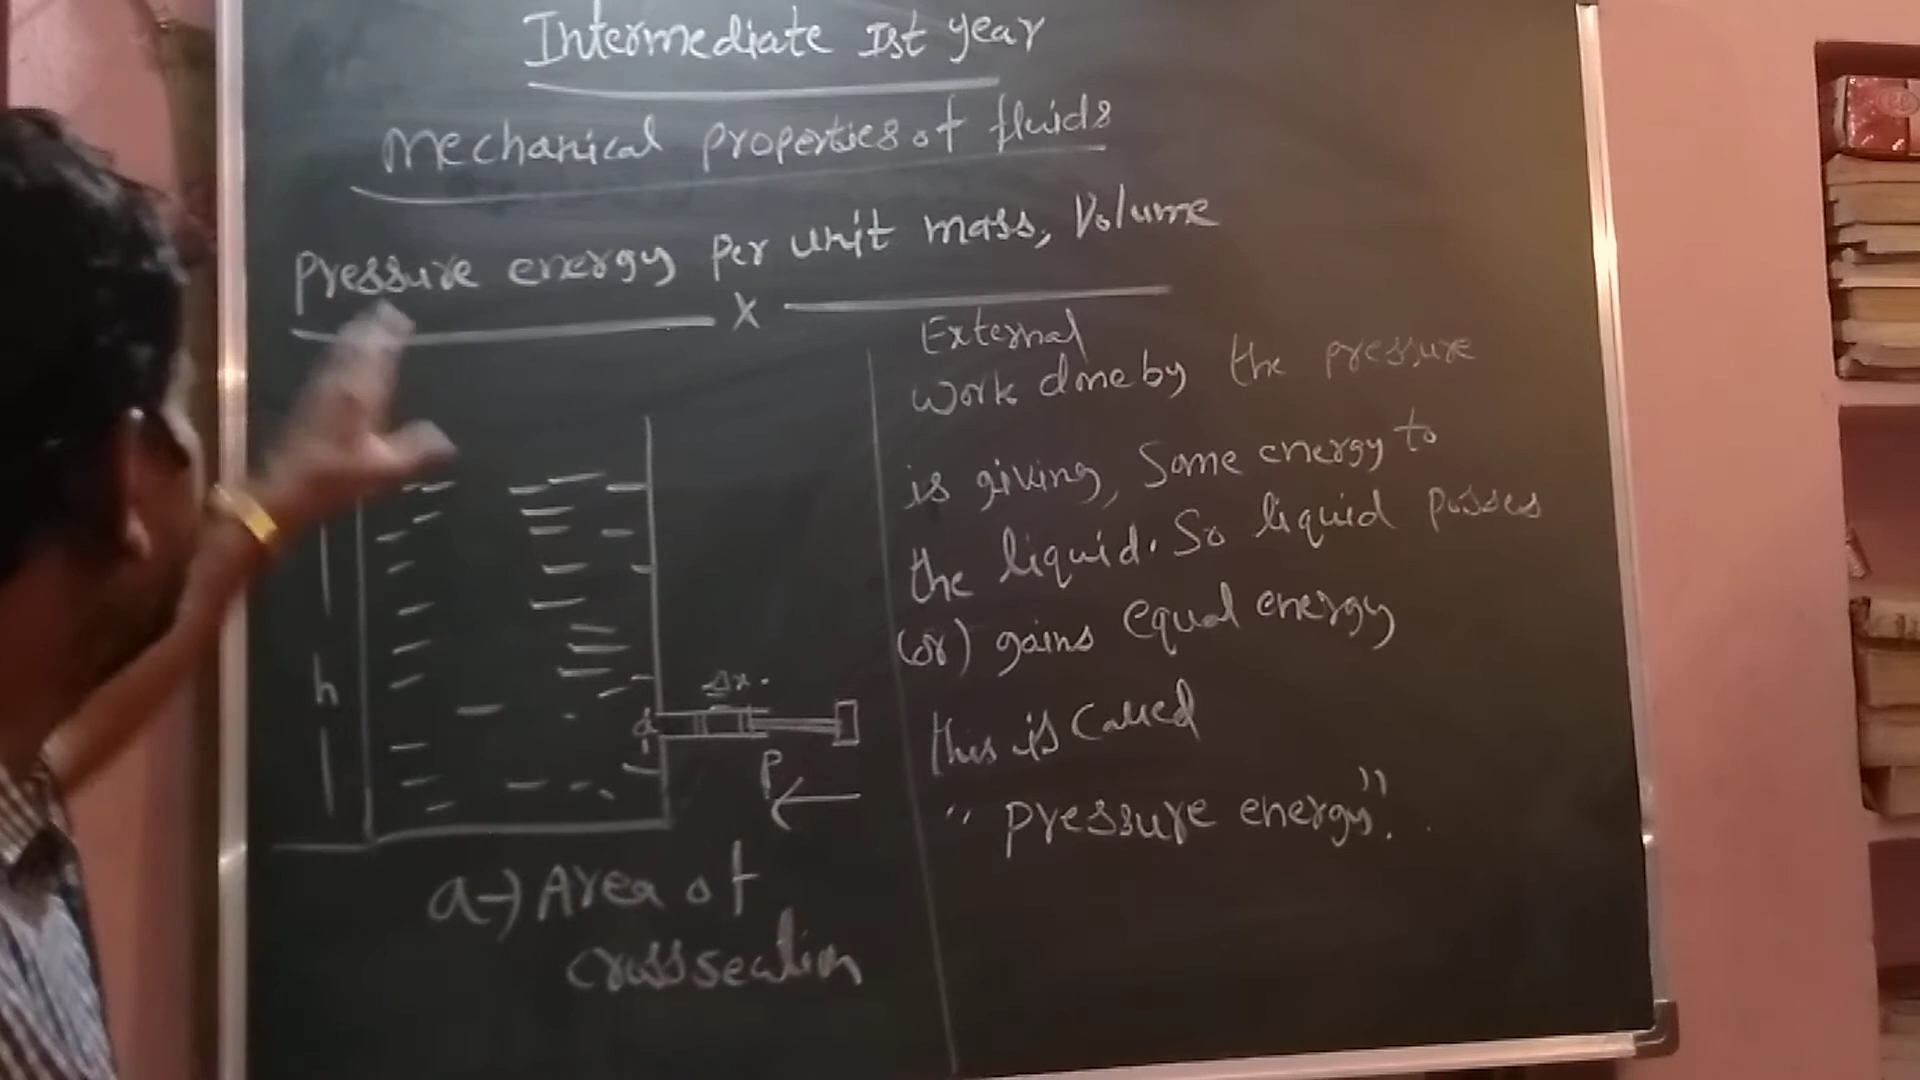 Intermediate Ist year
Mechanical properties of fluids
Pressure energy per unit mass, Volume
X
External
work done by the pressure
is giving, Some energy to
the liquid. So liquid posses
(or) gains equal energy
this is Called
"Pressure energy".
h
Δx
a
P
a→ Area of
crosssection